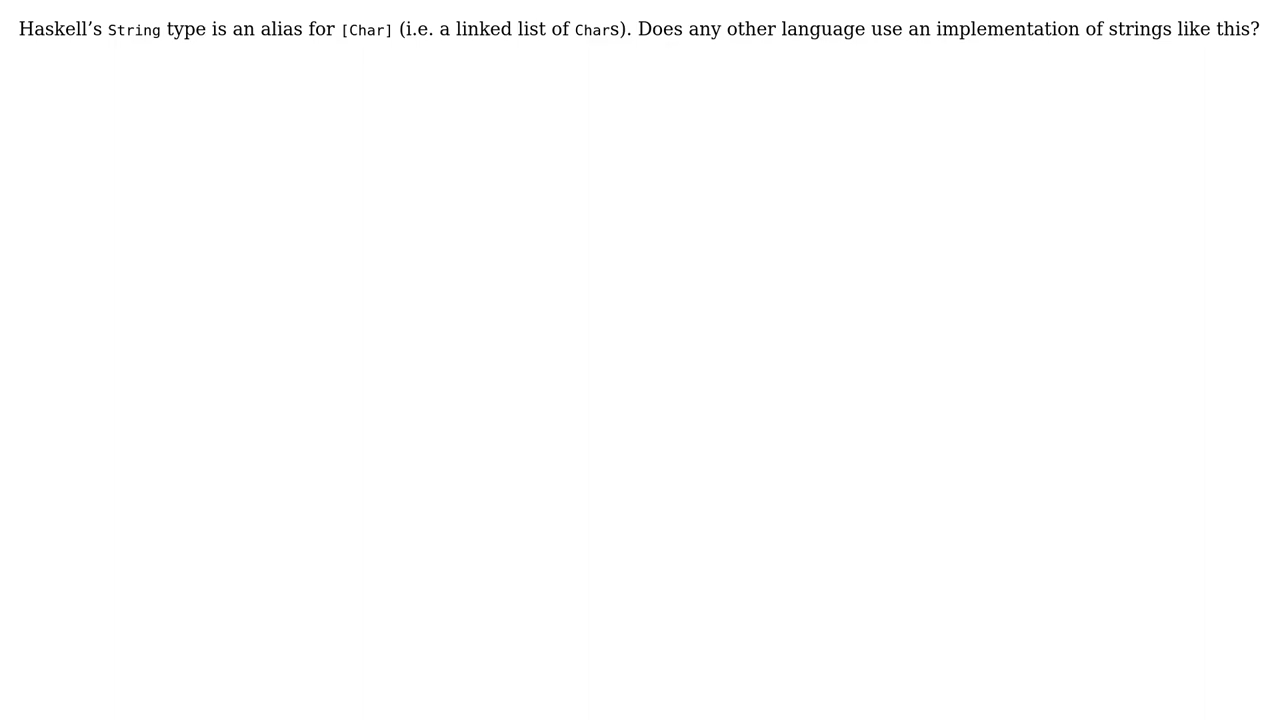 Haskell’s String type is an alias for [Char] (i.e. a linked list of Chars). Does any other language use an implementation of strings like this?